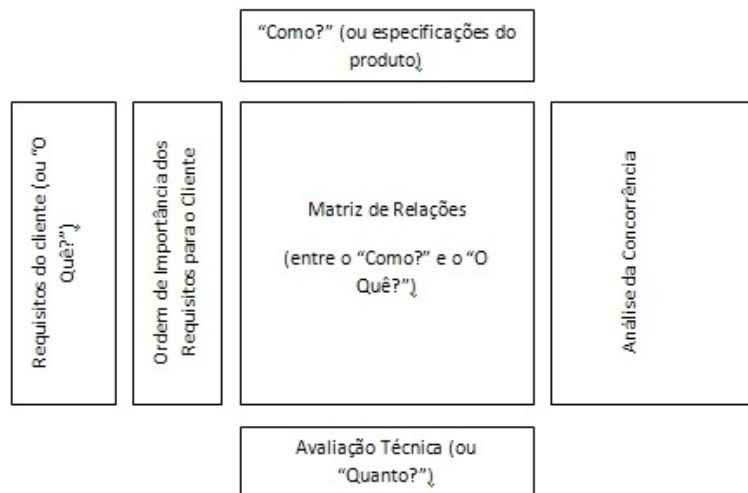 “Como?” (ou especificações do
produto)
Requisitos do cliente (ou “O
Quê?”)
Ordem de Importância dos
Requisitos para o Cliente
Matriz de Relações
(entre o “Como?” e o “O
Quê?”)
Análise da Concorrência
Avaliação Técnica (ou
“Quanto?”)